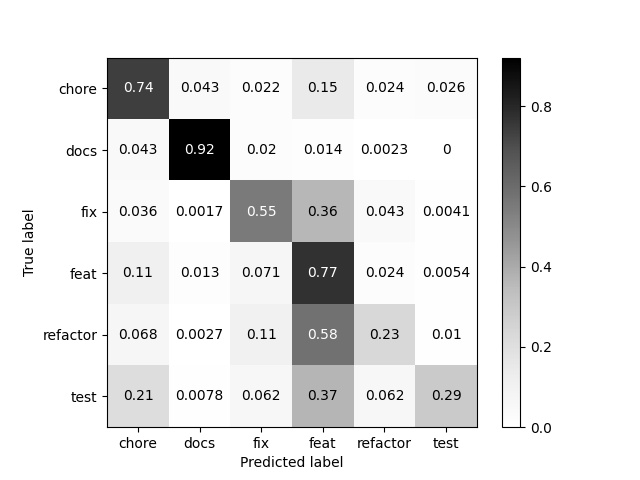 chore 0.74 0.043 0.022 0.15 0.024 0.026
docs 0.043 0.92 0.02 0.014 0.0023 0
fix 0.036 0.0017 0.55 0.36 0.043 0.0041
feat 0.11 0.013 0.071 0.77 0.024 0.0054
refactor 0.068 0.0027 0.11 0.58 0.23 0.01
test 0.21 0.0078 0.062 0.37 0.062 0.29
chore docs fix feat refactor test
Predicted label
True label
0.8
0.6
0.4
0.2
0.0